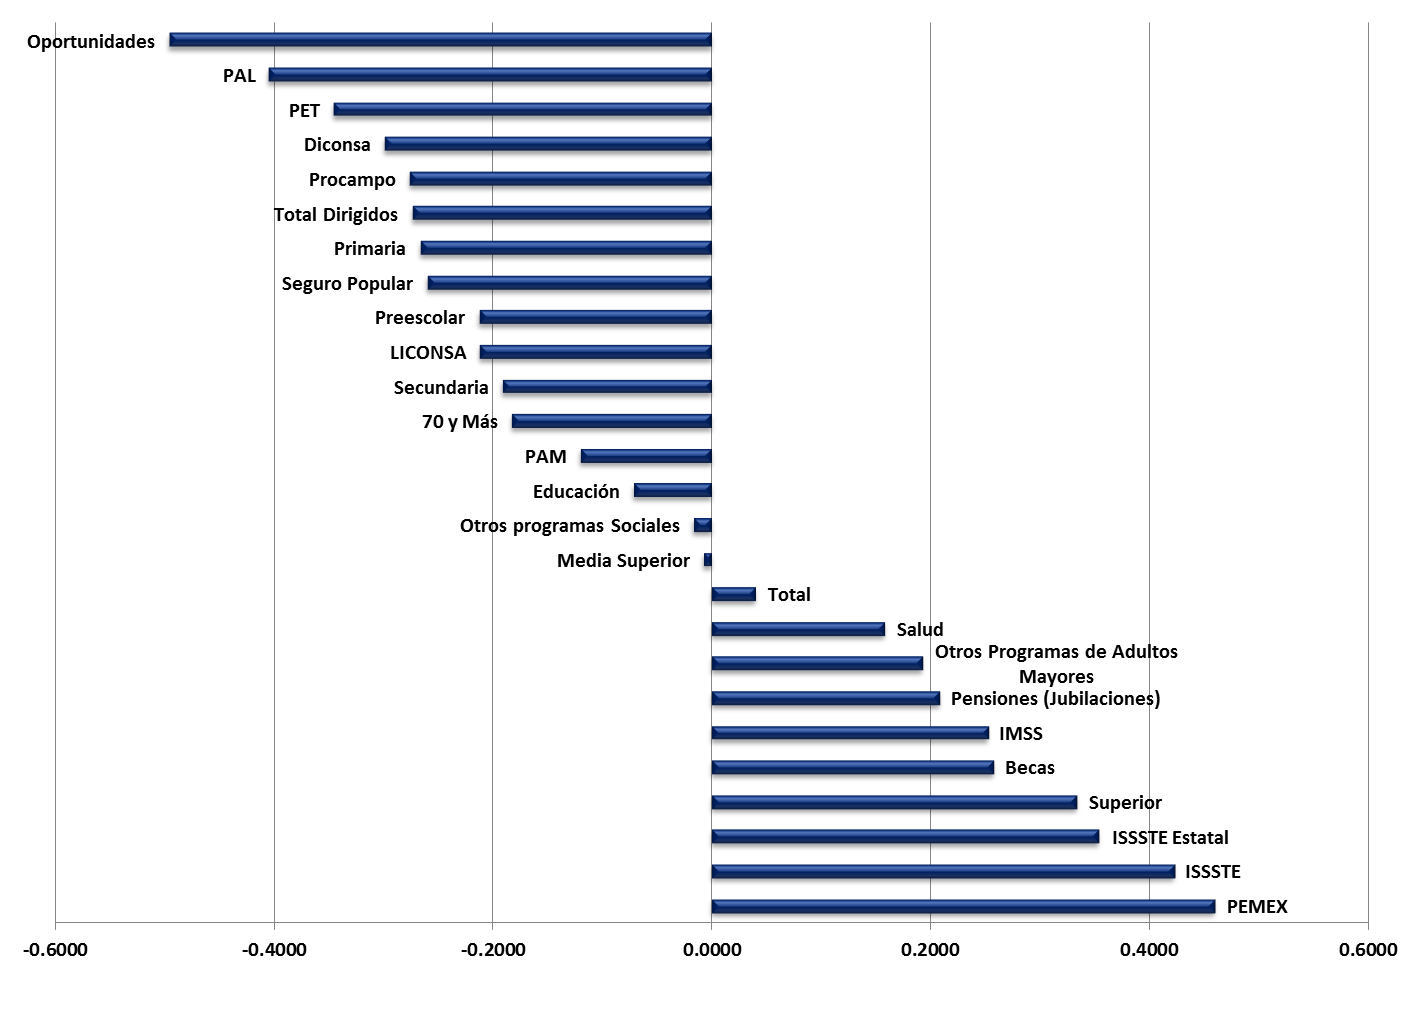 Oportunidades
PAL
PET
Diconsa
Procampo
Total Dirigidos
Primaria
Seguro Popular
Preescolar
LICONSA
Secundaria
70 y Más
PAM
Educación
Otros programas Sociales
Media Superior
Total
Salud
Otros Programas de Adultos
Mayores
Pensiones (Jubilaciones)
IMSS
Becas
Superior
ISSSTE Estatal
ISSSTE
PEMEX
-0.6000 -0.4000 -0.2000 0.0000 0.2000 0.4000 0.6000